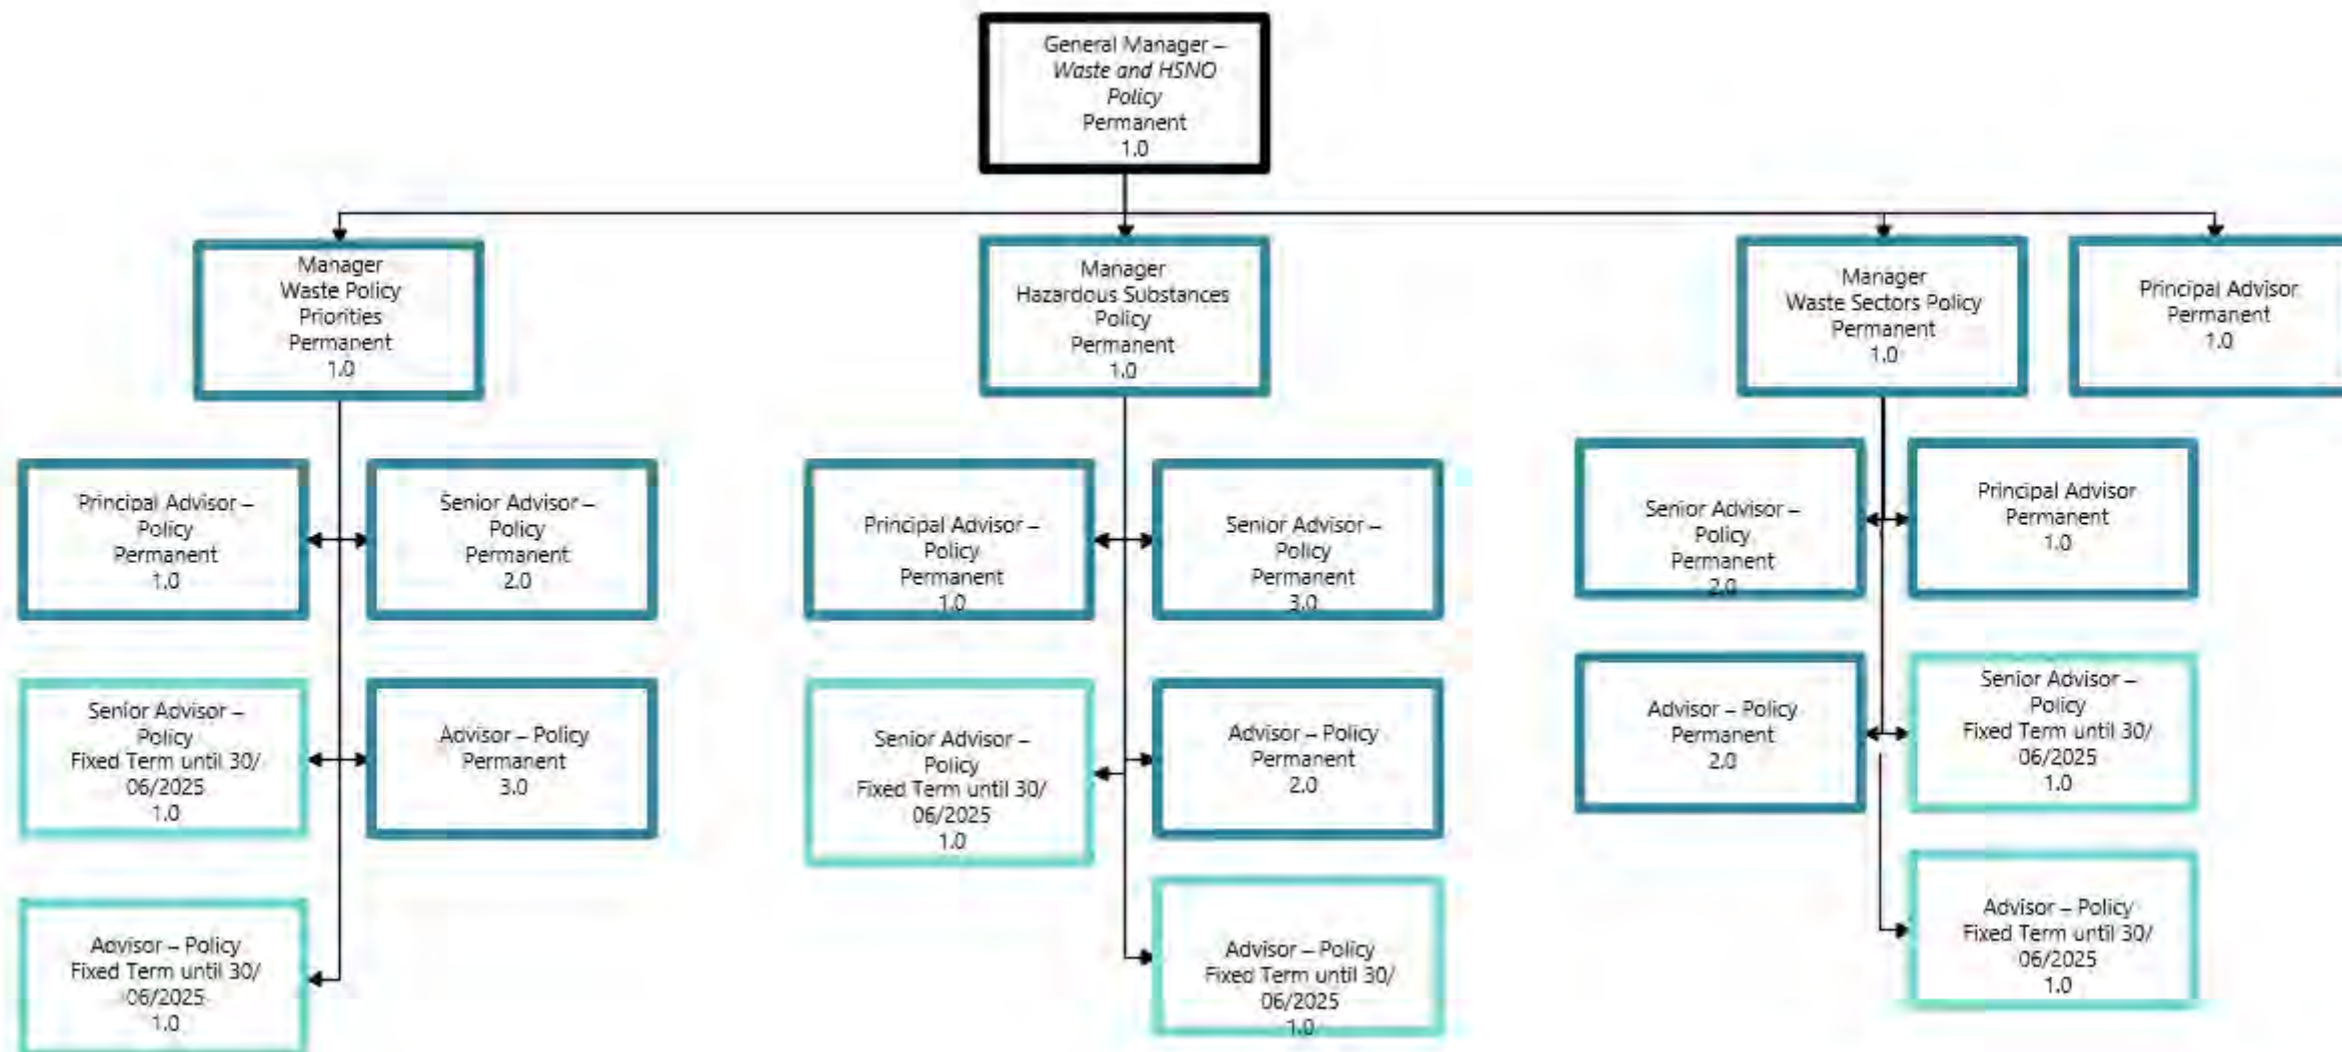 General Manager –
Waste and HSNO
Policy
Permanent
1.0
Manager
Waste Policy
Priorities
Permanent
1.0
Manager
Hazardous Substances
Policy
Permanent
1.0
Manager
Waste Sectors Policy
Permanent
1.0
Principal Advisor
Permanent
1.0
Principal Advisor –
Policy
Permanent
1.0
Senior Advisor –
Policy
Permanent
2.0
Senior Advisor –
Policy
Fixed Term until 30/
06/2025
1.0
Advisor – Policy
Permanent
3.0
Advisor – Policy
Fixed Term until 30/
06/2025
1.0
Principal Advisor –
Policy
Permanent
1.0
Senior Advisor –
Policy
Permanent
3.0
Senior Advisor –
Policy
Fixed Term until 30/
06/2025
1.0
Advisor – Policy
Permanent
2.0
Advisor – Policy
Fixed Term until 30/
06/2025
1.0
Senior Advisor –
Policy
Permanent
2.0
Principal Advisor
Permanent
1.0
Advisor – Policy
Permanent
2.0
Senior Advisor –
Policy
Fixed Term until 30/
06/2025
1.0
Advisor – Policy
Fixed Term until 30/
06/2025
1.0